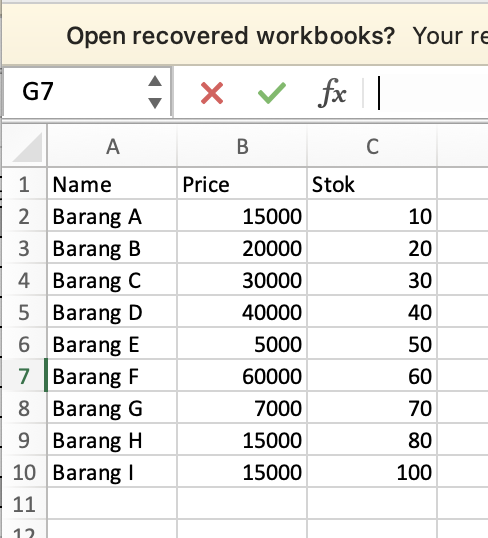 Open recovered workbooks? Your re
G7 fx
A B C
1 Name Price Stok
2 Barang A 15000 10
3 Barang B 20000 20
4 Barang C 30000 30
5 Barang D 40000 40
6 Barang E 5000 50
7 Barang F 60000 60
8 Barang G 7000 70
9 Barang H 15000 80
10 Barang I 15000 100
11
12